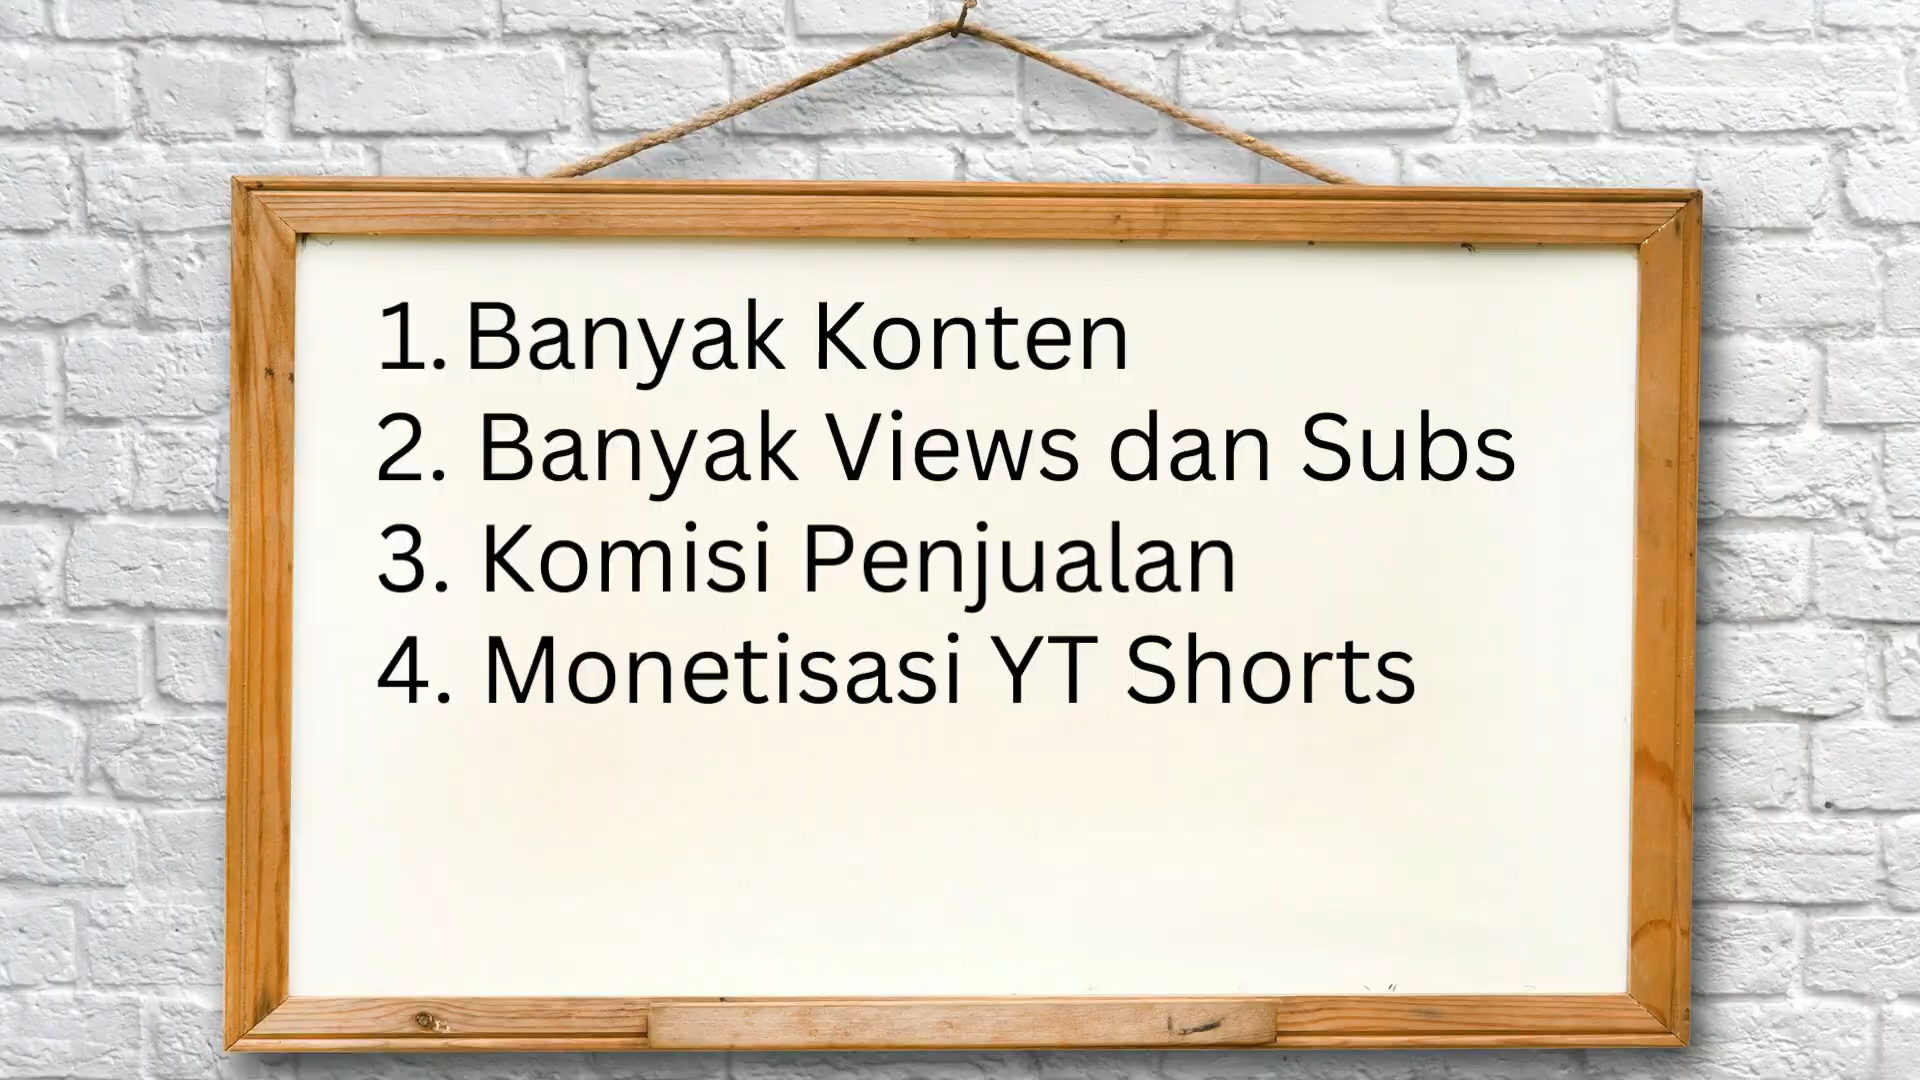 1. Banyak Konten
2. Banyak Views dan Subs
3. Komisi Penjualan
4. Monetisasi YT Shorts